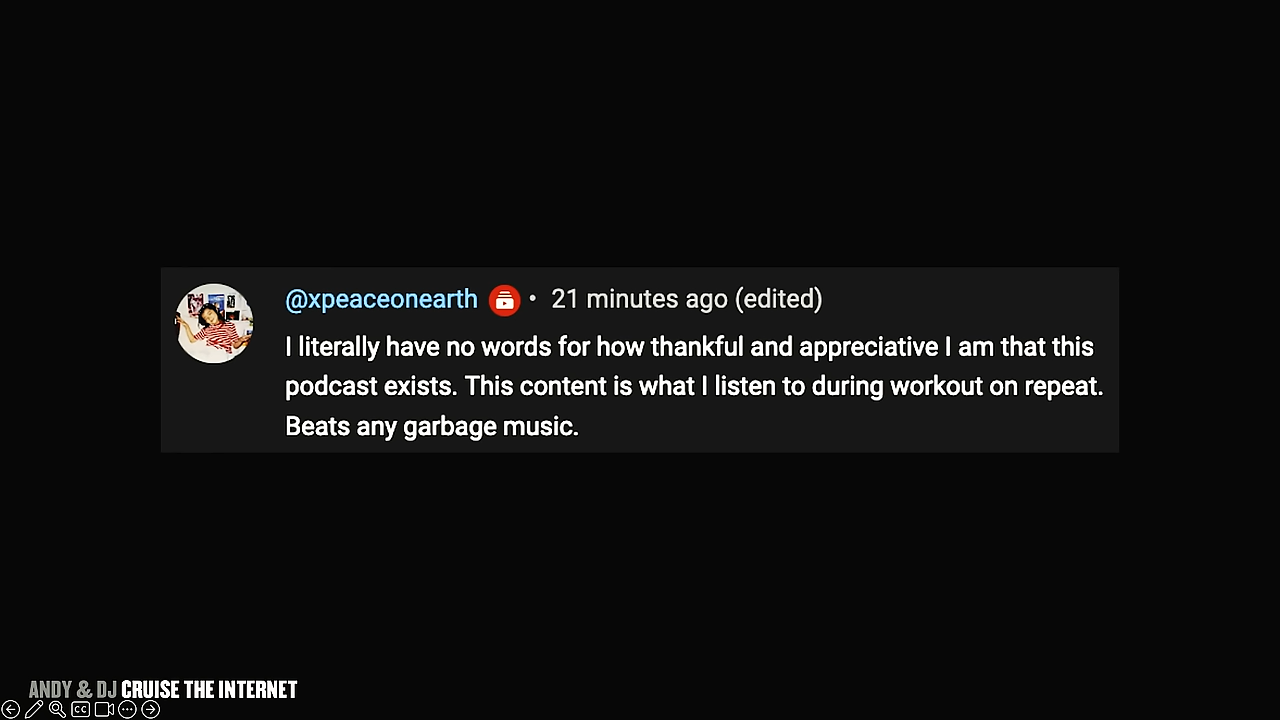 @xpeaceonearth • 21 minutes ago (edited)
I literally have no words for how thankful and appreciative I am that this
podcast exists. This content is what I listen to during workout on repeat.
Beats any garbage music.
ANDY & DJ CRUISE THE INTERNET
CC